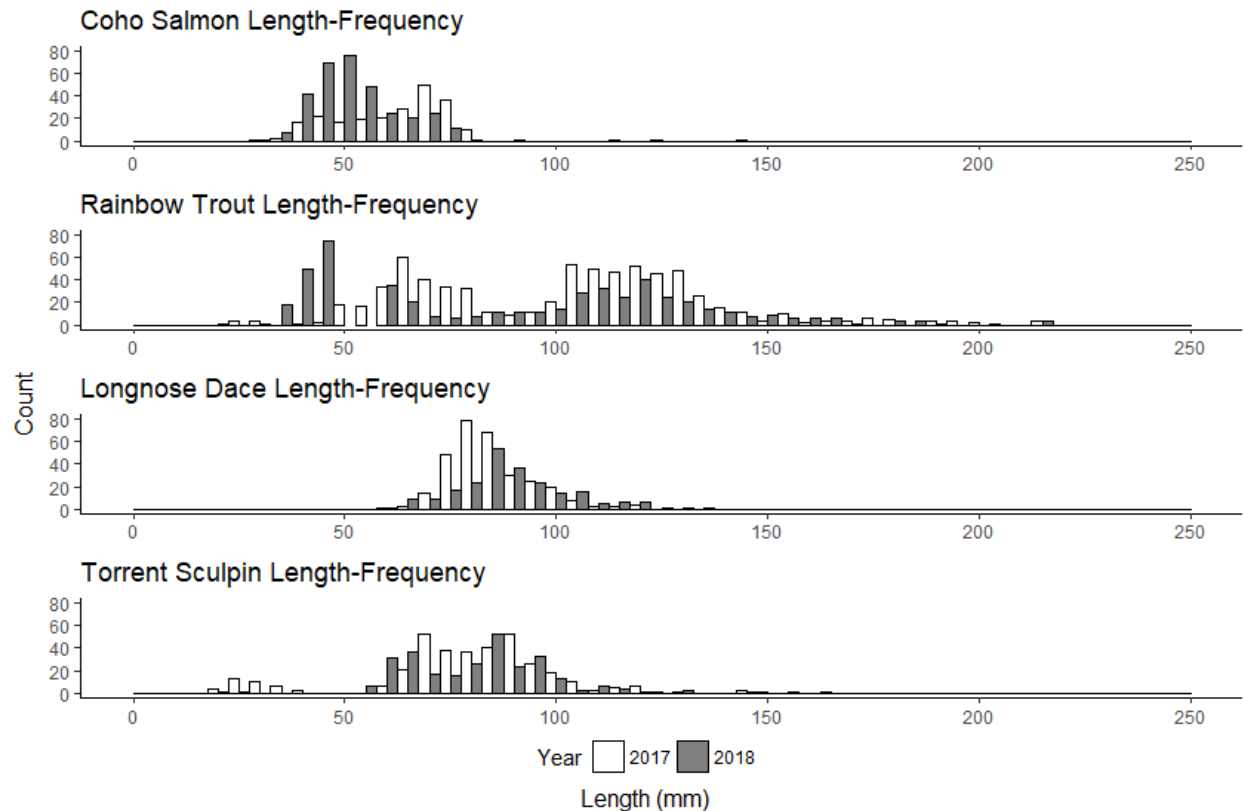 Coho Salmon Length-Frequency
80
60
40
20
0
0 50 100 150 200 250
Rainbow Trout Length-Frequency
80
60
40
20
0
0 50 100 150 200 250
Longnose Dace Length-Frequency
Count
80
60
40
20
0
0 50 100 150 200 250
Torrent Sculpin Length-Frequency
80
60
40
20
0
0 50 100 150 200 250
Year 2017 2018
Length (mm)